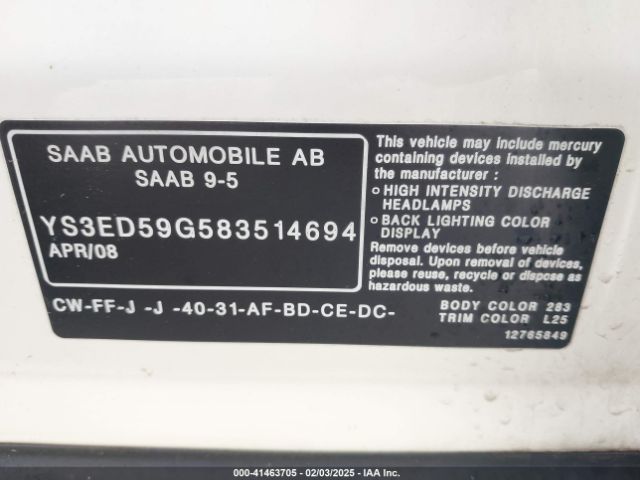 SAAB AUTOMOBILE AB
SAAB 9-5
YS3ED59G583514694
APR/08
CW-FF-J -J -40-31-AF-BD-CE-DC-
This vehicle may include mercury
containing devices installed by
the manufacturer :
○ HIGH INTENSITY DISCHARGE
HEADLAMPS
○ BACK LIGHTING COLOR
DISPLAY
Remove devices before vehicle
disposal. Upon removal of devices,
please reuse, recycle or dispose as
hazardous waste.
BODY COLOR 283
TRIM COLOR L25
12765849
© 000-41463705 - 02/03/2025 - IAA Inc.